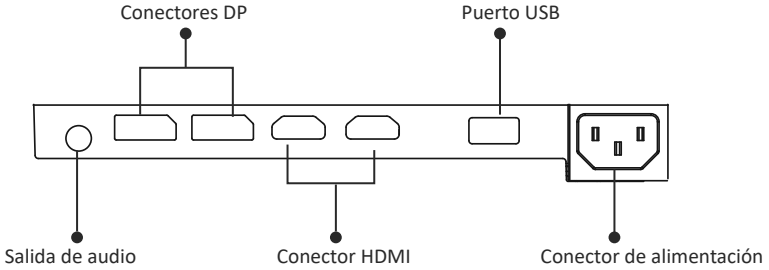 Conectores DP
Puerto USB
Salida de audio
Conector HDMI
Conector de alimentación